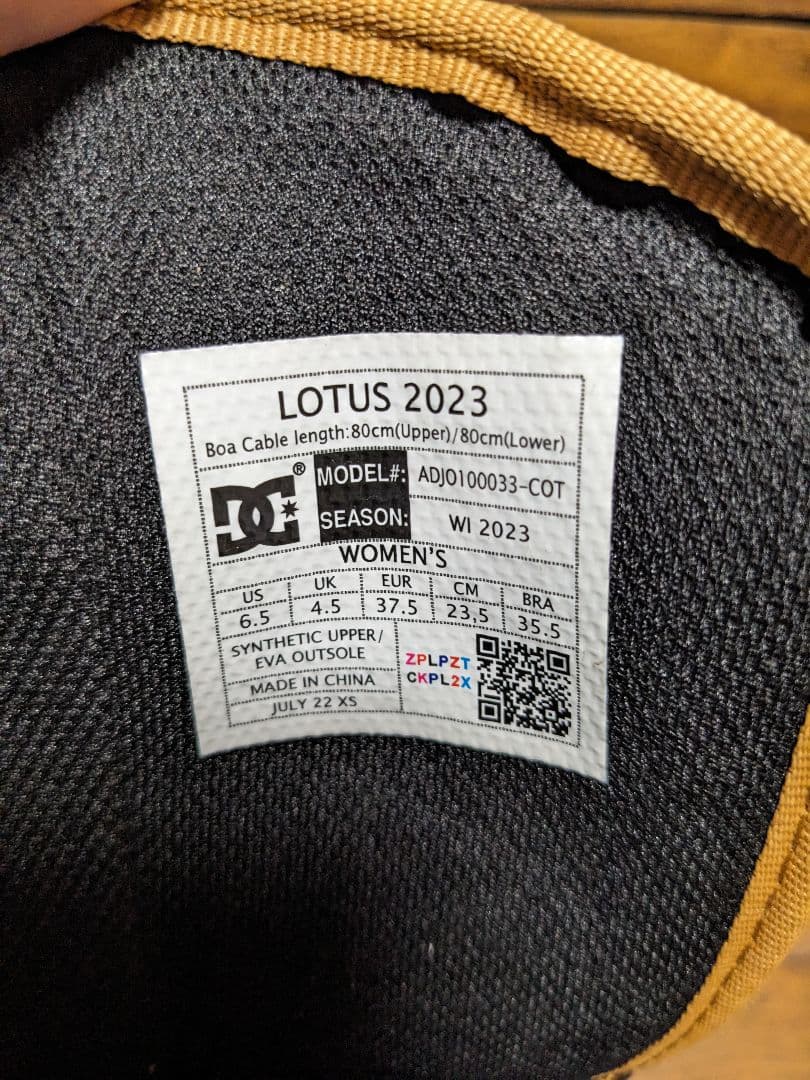 LOTUS 2023
Boa Cable length:80cm(Upper)/80cm(Lower)
DC ® MODEL#: ADJO100033-COT
SEASON: WI 2023
WOMEN'S
US UK EUR CM BRA
6.5 4.5 37.5 23,5 35.5
SYNTHETIC UPPER/
EVA OUTSOLE
MADE IN CHINA
JULY 22 XS
ZPLPZT
CKPL2X